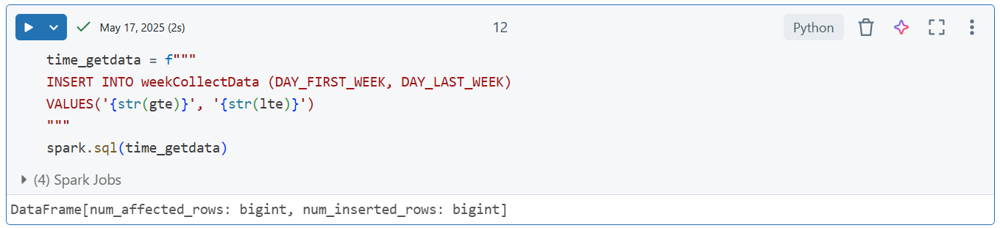 May 17, 2025 (2s)
12
Python
time_getdata = f"""
INSERT INTO weekCollectData (DAY_FIRST_WEEK, DAY_LAST_WEEK)
VALUES('{str(gte)}', '{str(lte)}')
"""
spark.sql(time_getdata)
(4) Spark Jobs
DataFrame[num_affected_rows: bigint, num_inserted_rows: bigint]